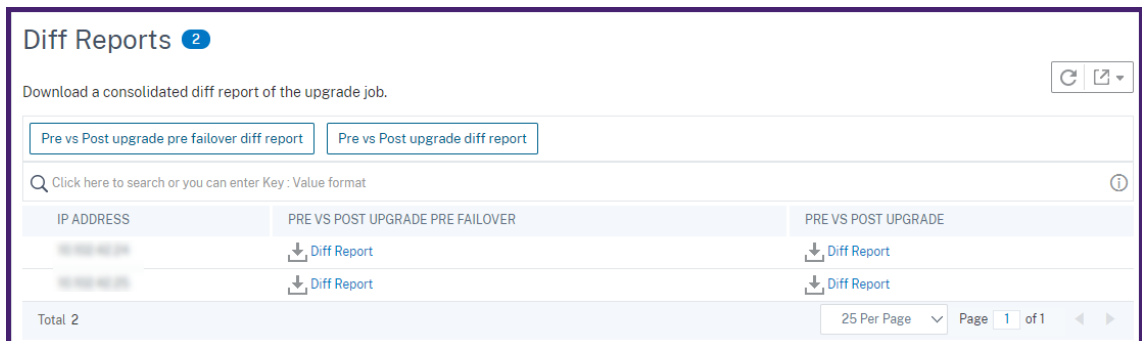 Diff Reports 2
Download a consolidated diff report of the upgrade job.
Pre vs Post upgrade pre failover diff report Pre vs Post upgrade diff report
Click here to search or you can enter Key : Value format
IP ADDRESS PRE VS POST UPGRADE PRE FAILOVER PRE VS POST UPGRADE
Diff Report Diff Report
Diff Report Diff Report
Total 2 25 Per Page Page 1 of 1